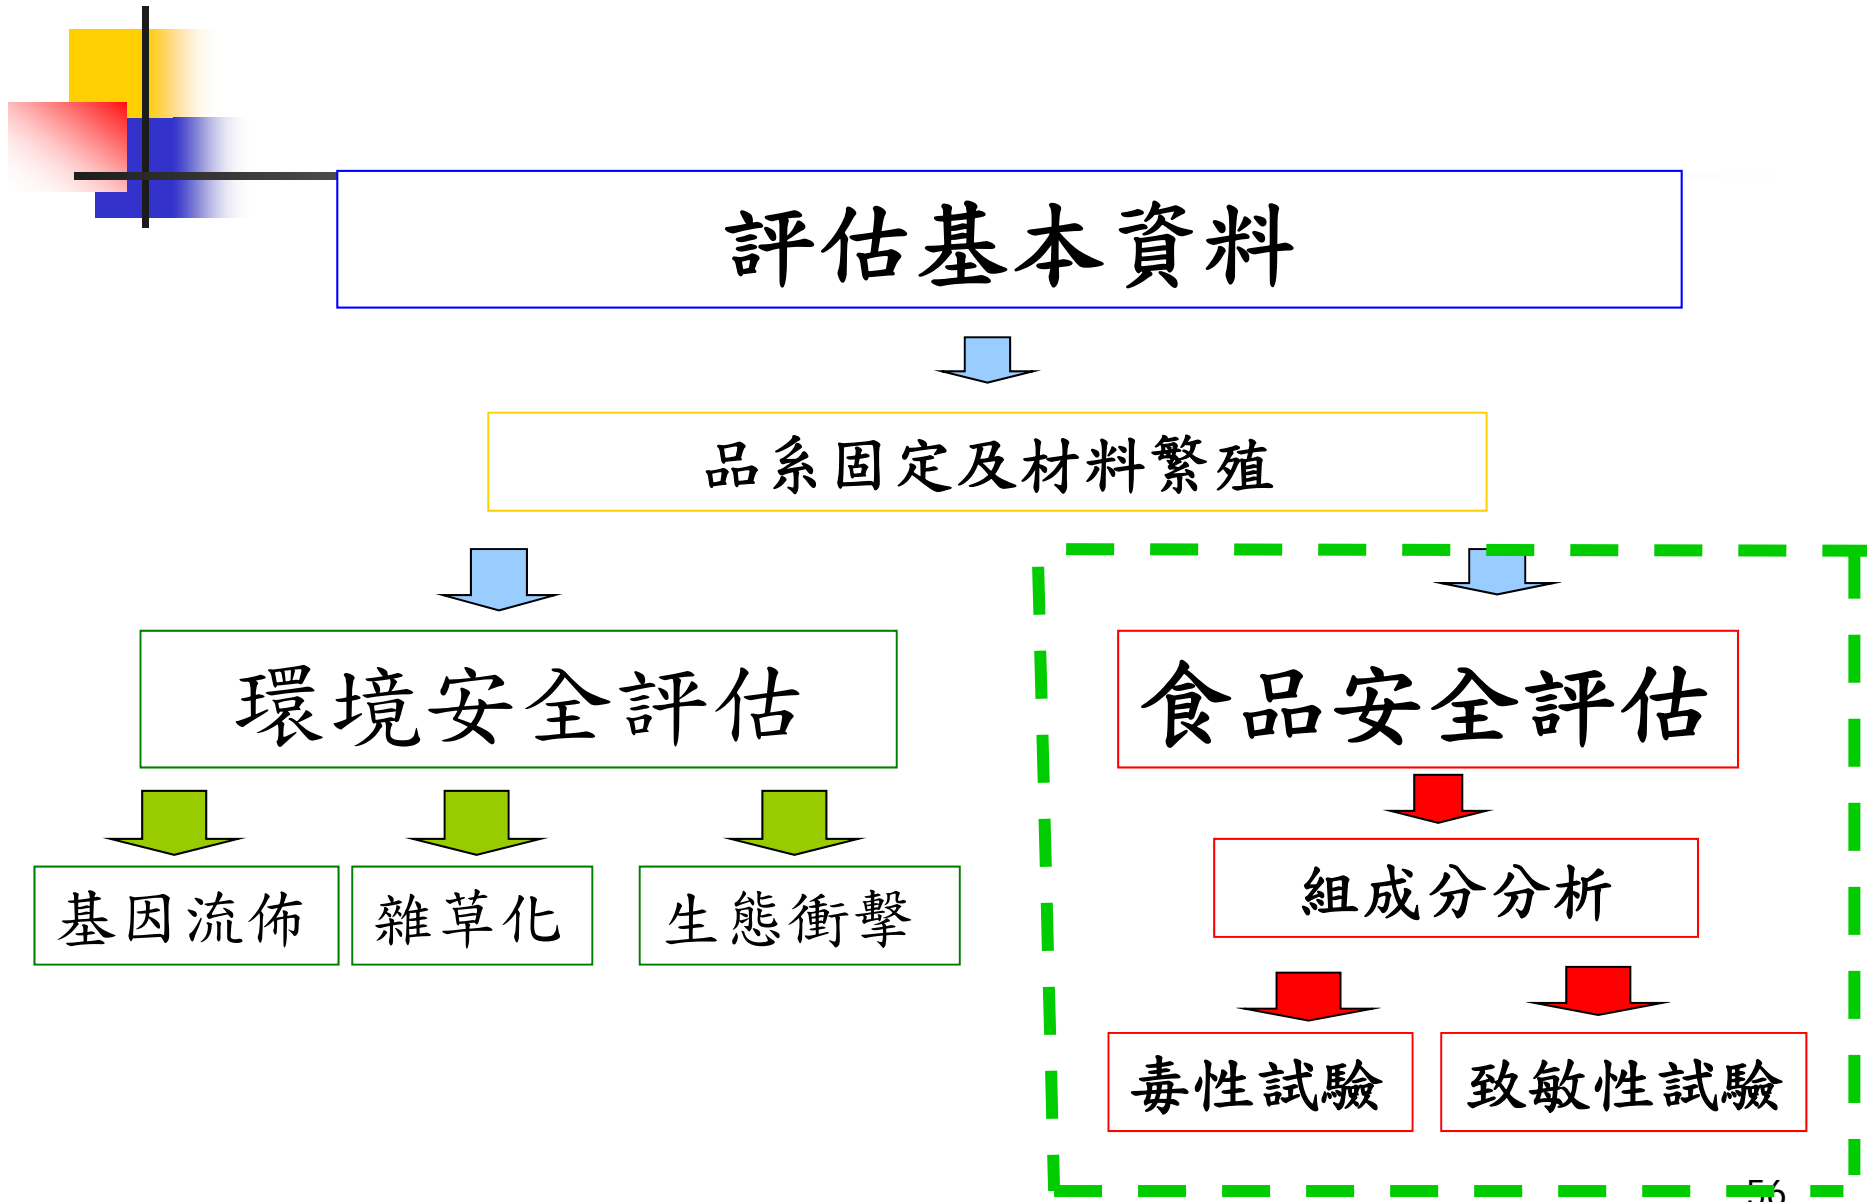 評估基本資料
品系固定及材料繁殖
環境安全評估
食品安全評估
組成分分析
基因流佈
雜草化
生態衝擊
毒性試驗
致敏性試驗
56